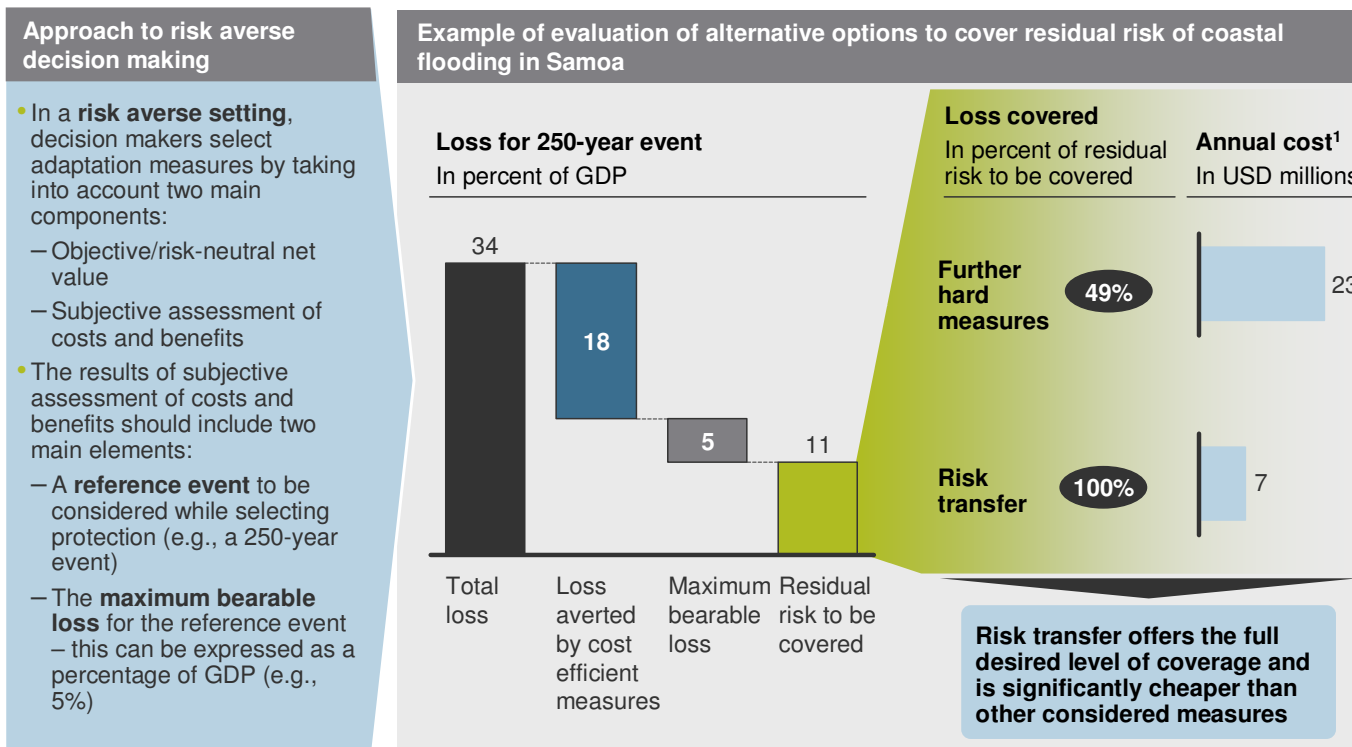 Approach to risk averse
decision making
• In a risk averse setting,
decision makers select
adaptation measures by taking
into account two main
components:
– Objective/risk-neutral net
value
– Subjective assessment of
costs and benefits
• The results of subjective
assessment of costs and
benefits should include two
main elements:
– A reference event to be
considered while selecting
protection (e.g., a 250-year
event)
– The maximum bearable
loss for the reference event
– this can be expressed as a
percentage of GDP (e.g.,
5%)
Example of evaluation of alternative options to cover residual risk of coastal
flooding in Samoa
Loss for 250-year event
In percent of GDP
34
18
5
11
Total
loss
Loss
averted
by cost
efficient
measures
Maximum
bearable
loss
Residual
risk to be
covered
Loss covered
In percent of residual
risk to be covered
Annual cost¹
In USD millions
Further
hard
measures
49%
23
Risk
transfer
100%
7
Risk transfer offers the full
desired level of coverage and
is significantly cheaper than
other considered measures